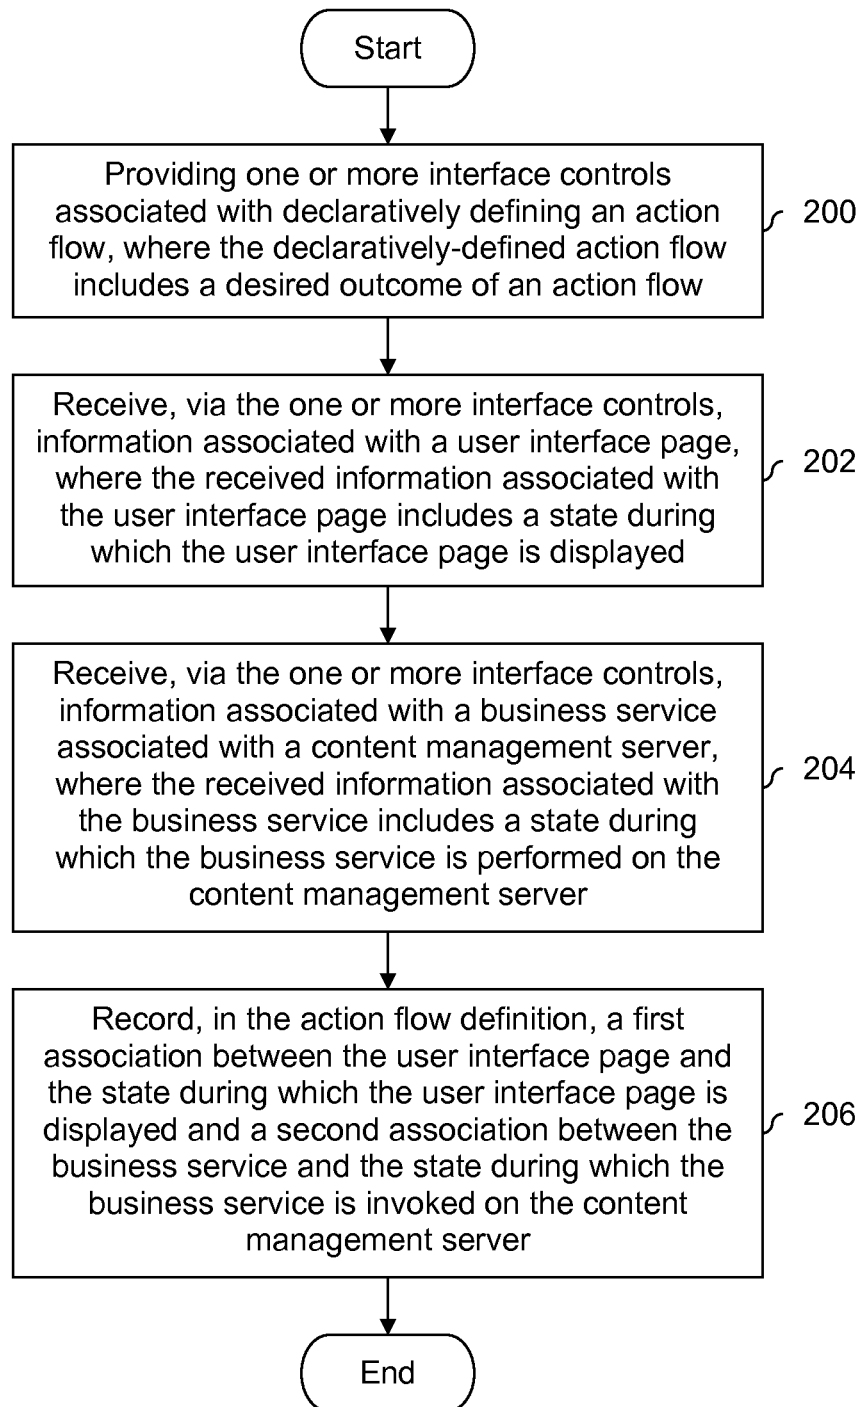 Start
Providing one or more interface controls
associated with declaratively defining an action
flow, where the declaratively-defined action flow
includes a desired outcome of an action flow
200
Receive, via the one or more interface controls,
information associated with a user interface page,
where the received information associated with
the user interface page includes a state during
which the user interface page is displayed
202
Receive, via the one or more interface controls,
information associated with a business service
associated with a content management server,
where the received information associated with
the business service includes a state during
which the business service is performed on the
content management server
204
Record, in the action flow definition, a first
association between the user interface page and
the state during which the user interface page is
displayed and a second association between the
business service and the state during which the
business service is invoked on the content
management server
206
End